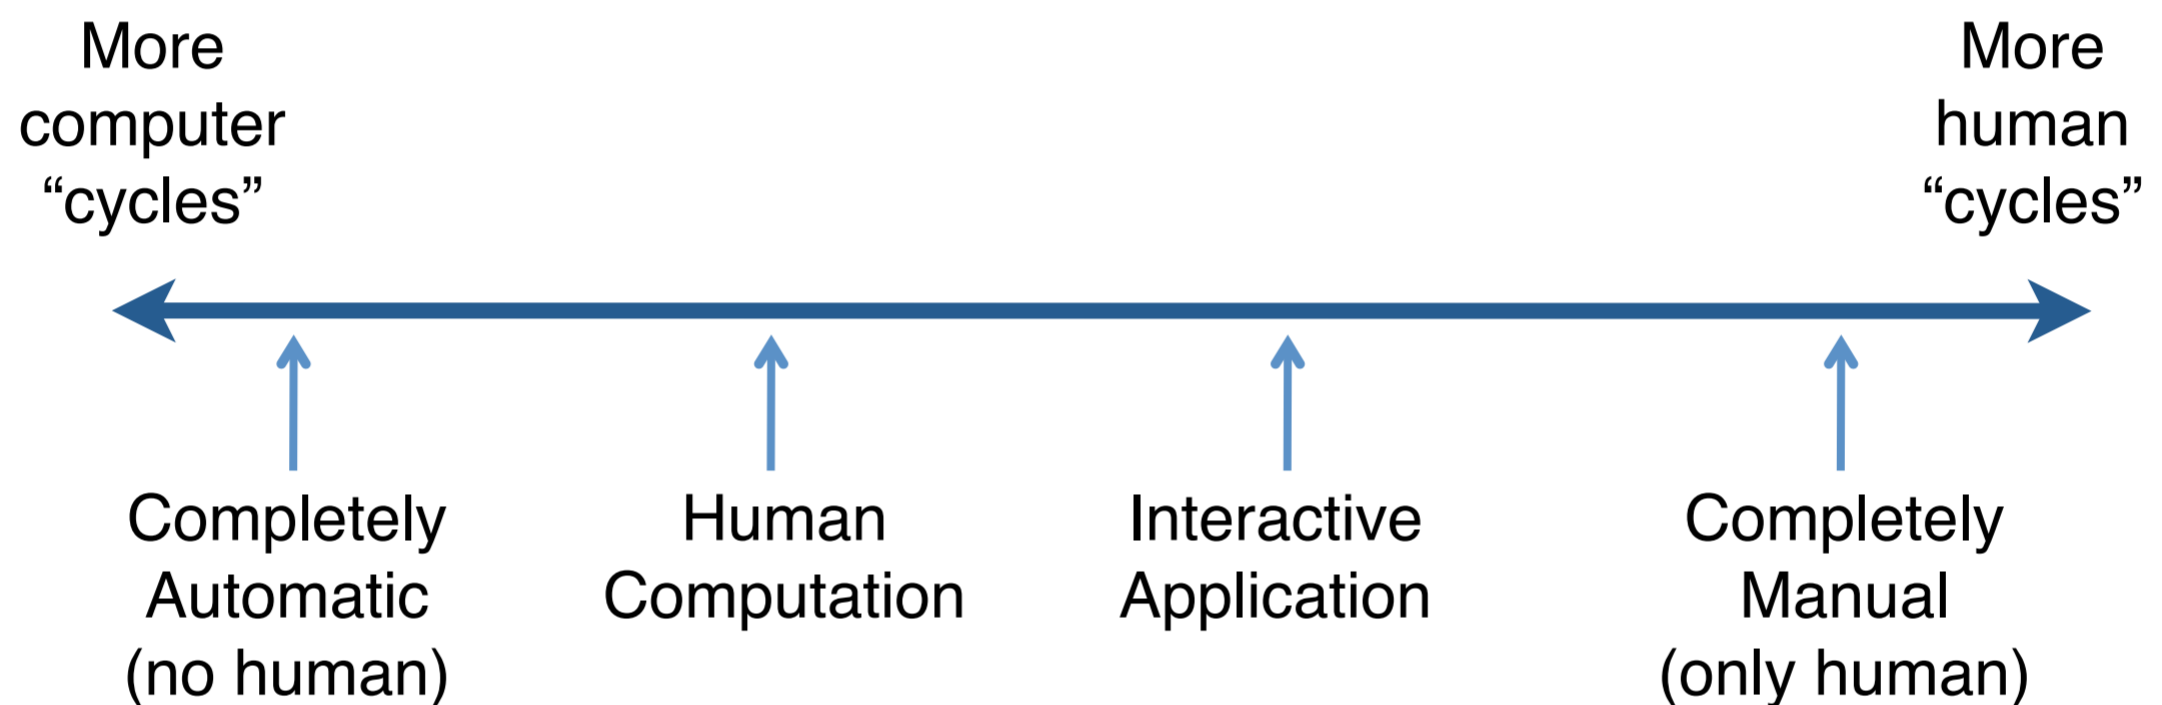 More
computer
“cycles”
More
human
“cycles”
Completely
Automatic
(no human)
Human
Computation
Interactive
Application
Completely
Manual
(only human)